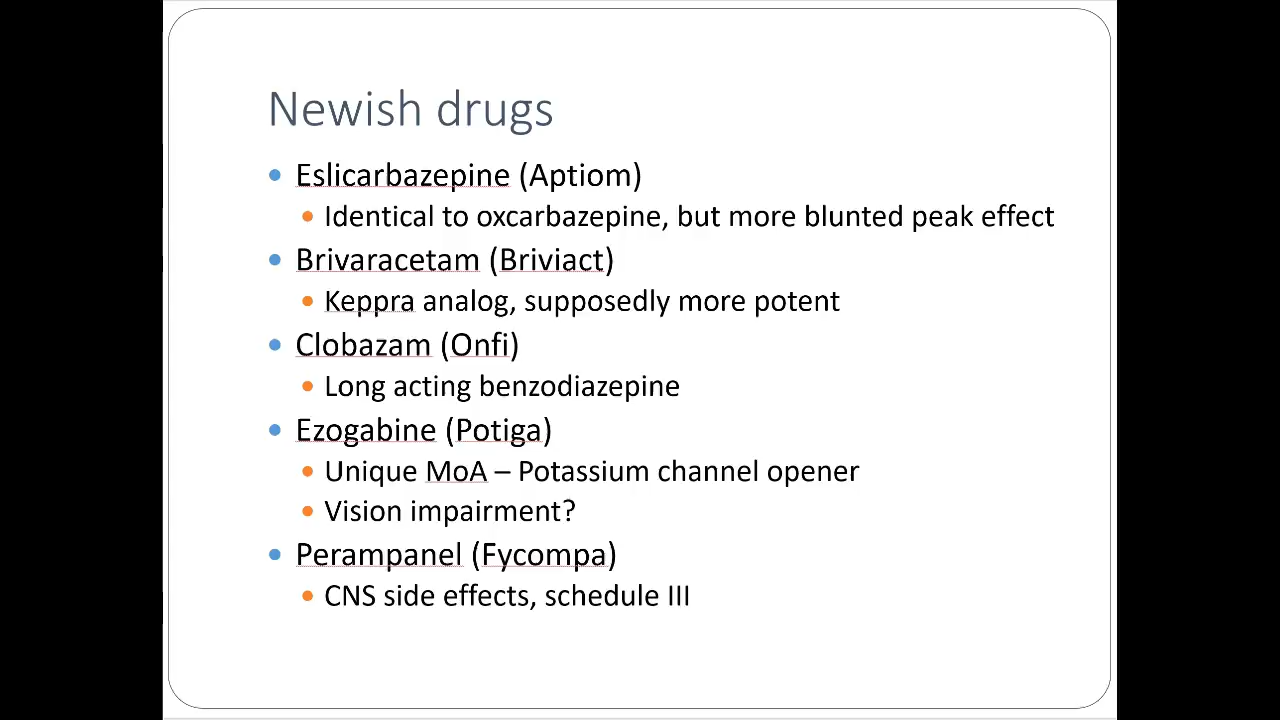 Newish drugs
• Eslicarbazepine (Aptiom)
• Identical to oxcarbazepine, but more blunted peak effect
• Brivaracetam (Briviact)
• Keppra analog, supposedly more potent
• Clobazam (Onfi)
• Long acting benzodiazepine
• Ezogabine (Potiga)
• Unique MoA – Potassium channel opener
• Vision impairment?
• Perampanel (Fycompa)
• CNS side effects, schedule III